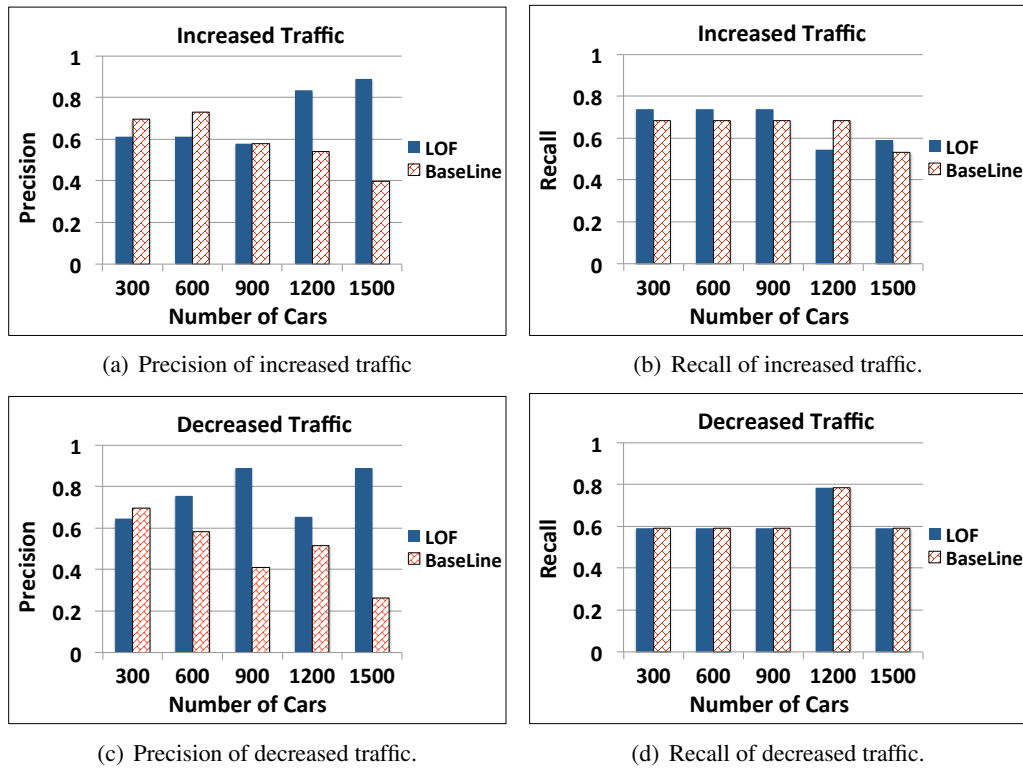 Increased Traffic
1
0.8
0.6
0.4
0.2
0
Precision
300 600 900 1200 1500
Number of Cars
LOF
BaseLine
(a) Precision of increased traffic
Increased Traffic
1
0.8
0.6
0.4
0.2
0
Recall
300 600 900 1200 1500
Number of Cars
LOF
BaseLine
(b) Recall of increased traffic.
Decreased Traffic
1
0.8
0.6
0.4
0.2
0
Precision
300 600 900 1200 1500
Number of Cars
LOF
BaseLine
(c) Precision of decreased traffic.
Decreased Traffic
1
0.8
0.6
0.4
0.2
0
Recall
300 600 900 1200 1500
Number of Cars
LOF
BaseLine
(d) Recall of decreased traffic.